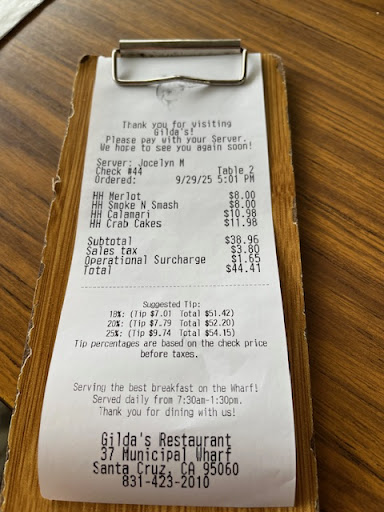 Thank you for visiting
Gilda's!
Please pay with your Server.
We hope to see you again soon!
Server: Jocelyn M
Check #44 Table 2
Ordered: 9/29/25 5:01 PM
HH Merlot $8.00
HH Smoke N Smash $8.00
HH Calamari $10.98
HH Crab Cakes $11.98
Subtotal $38.96
Sales tax $3.80
Operational Surcharge $1.65
Total $44.41
Suggested Tip:
18%: (Tip $7.01 Total $51.42)
20%: (Tip $7.79 Total $52.20)
25%: (Tip $9.74 Total $54.15)
Tip percentages are based on the check price
before taxes.
Serving the best breakfast on the Wharf!
Served daily from 7:30am-1:30pm.
Thank you for dining with us!
Gilda's Restaurant
37 Municipal Wharf
Santa Cruz, CA 95060
831-423-2010